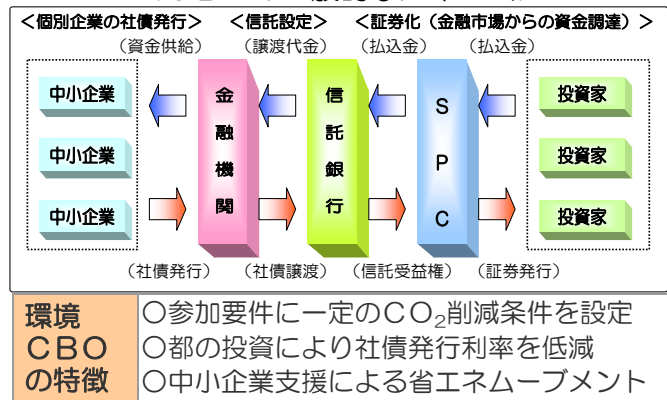 ＜個別企業の社債発行＞ ＜信託設定＞ ＜証券化（金融市場からの資金調達）＞
（資金供給） （譲渡代金） （払込金） （払込金）
中小企業
中小企業
中小企業
金融機関
信託銀行
SPC
投資家
投資家
投資家
（社債発行） （社債譲渡） （信託受益権） （証券発行）
環境
CBO
の特徴
○参加要件に一定のCO₂削減条件を設定
○都の投資により社債発行利率を低減
○中小企業支援による省エネムーブメント